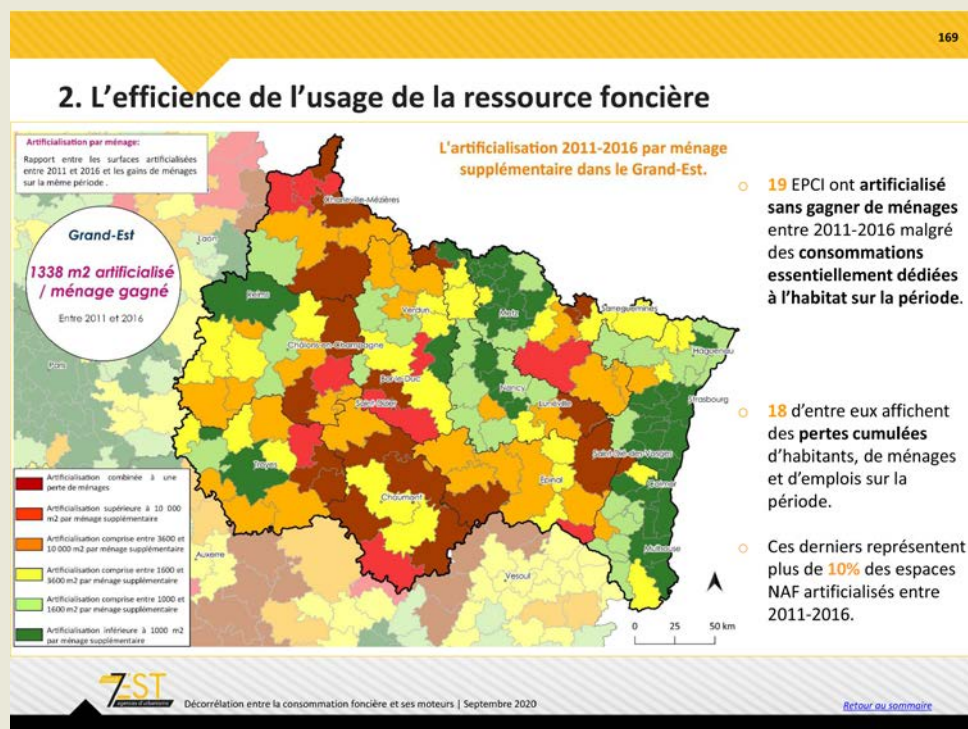 169
2. L'efficience de l'usage de la ressource foncière
Artificialisation par ménage:
Rapport entre les surfaces artificialisées
entre 2011 et 2016 et les gains de ménages
sur la même période .
Grand-Est
1338 m2 artificialisé
/ ménage gagné
Entre 2011 et 2016
L'artificialisation 2011-2016 par ménage
supplémentaire dans le Grand-Est.
Charleville-Mézières
Laon
Reims
Verdun
Metz
Sarreguemines
Haguenau
Châlons-en-Champagne
Paris
Bar-le-Duc
Nancy
Strasbourg
Saint-Dizier
Lunéville
Troyes
Saint-Dié-des-Vosges
Chaumont
Epinal
Colmar
Auxerre
Mulhouse
Vesoul
Artificialisation combinée à une
perte de ménages
Artificialisation supérieure à 10 000
m2 par ménage supplémentaire
Artificialisation comprise entre 3600 et
10 000 m2 par ménage supplémentaire
Artificialisation comprise entre 1600 et
3600 m2 par ménage supplémentaire
Artificialisation comprise entre 1000 et
1600 m2 par ménage supplémentaire
Artificialisation inférieure à 1000 m2
par ménage supplémentaire
0 25 50 km
19 EPCI ont artificialisé
sans gagner de ménages
entre 2011-2016 malgré
des consommations
essentiellement dédiées
à l'habitat sur la période.
18 d'entre eux affichent
des pertes cumulées
d'habitants, de ménages
et d'emplois sur la
période.
Ces derniers représentent
plus de 10% des espaces
NAF artificialisés entre
2011-2016.
7EST
agences d'urbanisme
Décorrélation entre la consommation foncière et ses moteurs | Septembre 2020
Retour au sommaire